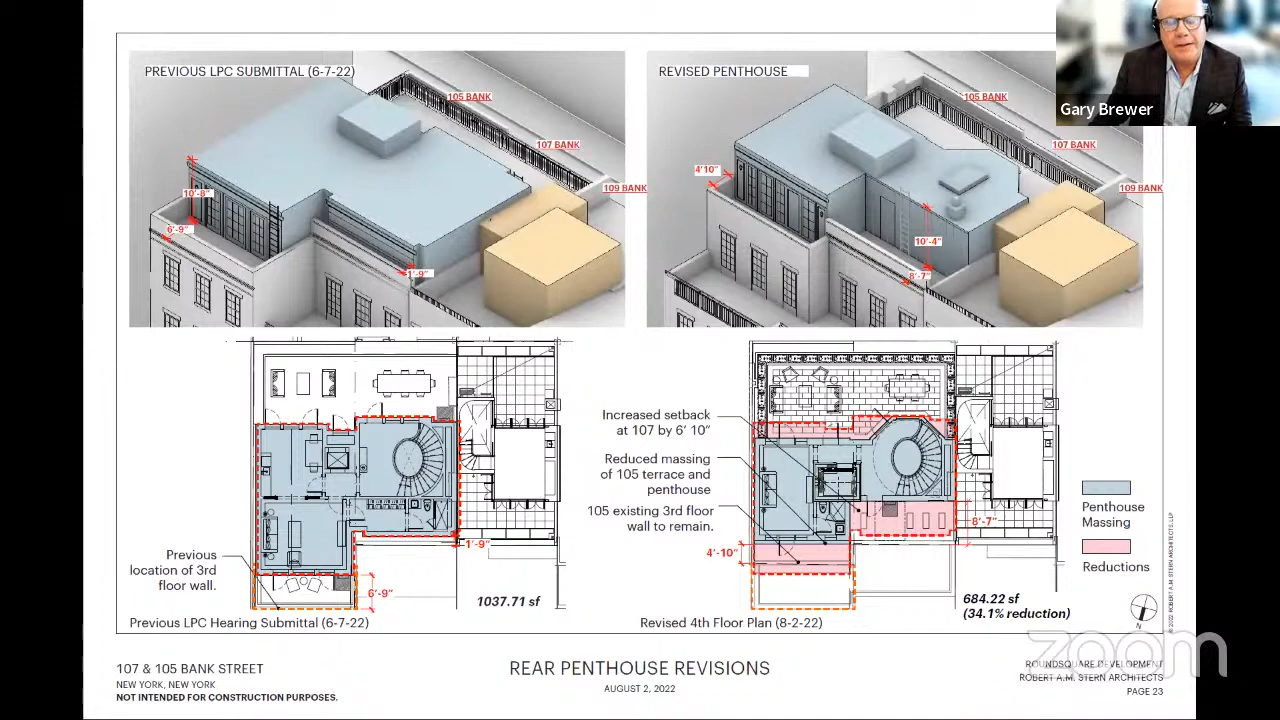 PREVIOUS LPC SUBMITTAL (6-7-22)
105 BANK
107 BANK
109 BANK
10'-8"
6'-9"
1'-9"
REVISED PENTHOUSE
105 BANK
107 BANK
109 BANK
4'10"
10'-4"
8'-7"
Gary Brewer
Previous
location of 3rd
floor wall.
1'-9"
6'-9"
1037.71 sf
Previous LPC Hearing Submittal (6-7-22)
Increased setback
at 107 by 6' 10"
Reduced massing
of 105 terrace and
penthouse
105 existing 3rd floor
wall to remain.
4'-10"
8'-7"
684.22 sf
(34.1% reduction)
Revised 4th Floor Plan (8-2-22)
Penthouse
Massing
Reductions
N
© 2022 ROBERT A.M. STERN ARCHITECTS, LLP
107 & 105 BANK STREET
NEW YORK, NEW YORK
NOT INTENDED FOR CONSTRUCTION PURPOSES.
REAR PENTHOUSE REVISIONS
AUGUST 2, 2022
ROUNDSQUARE DEVELOPMENT
ROBERT A.M. STERN ARCHITECTS
PAGE 23
zoom